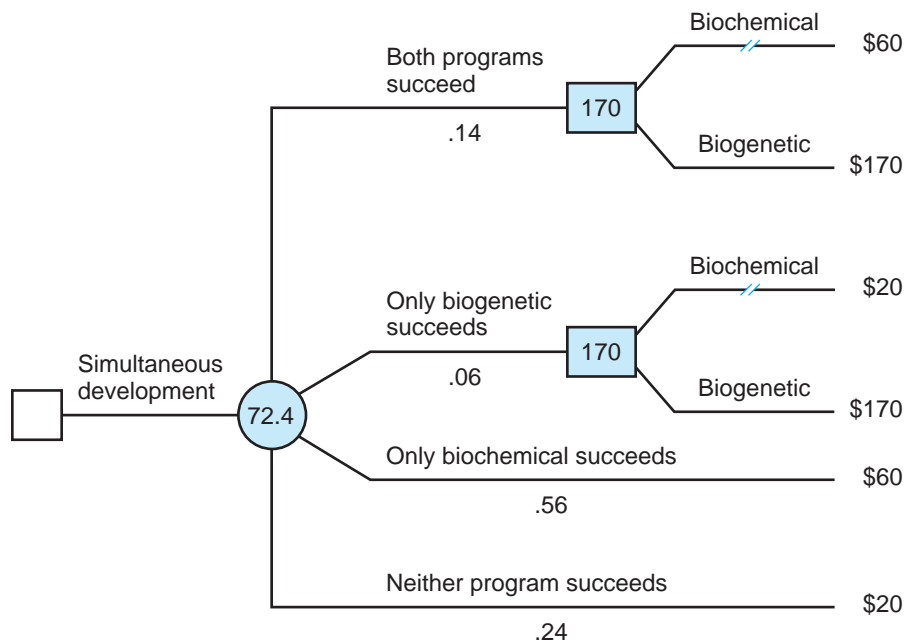 Biochemical
$60
Both programs
succeed
170
.14
Biogenetic
$170
Biochemical
$20
Only biogenetic
succeeds
170
.06
Simultaneous
development
Biogenetic
$170
72.4
Only biochemical succeeds
$60
.56
Neither program succeeds
$20
.24